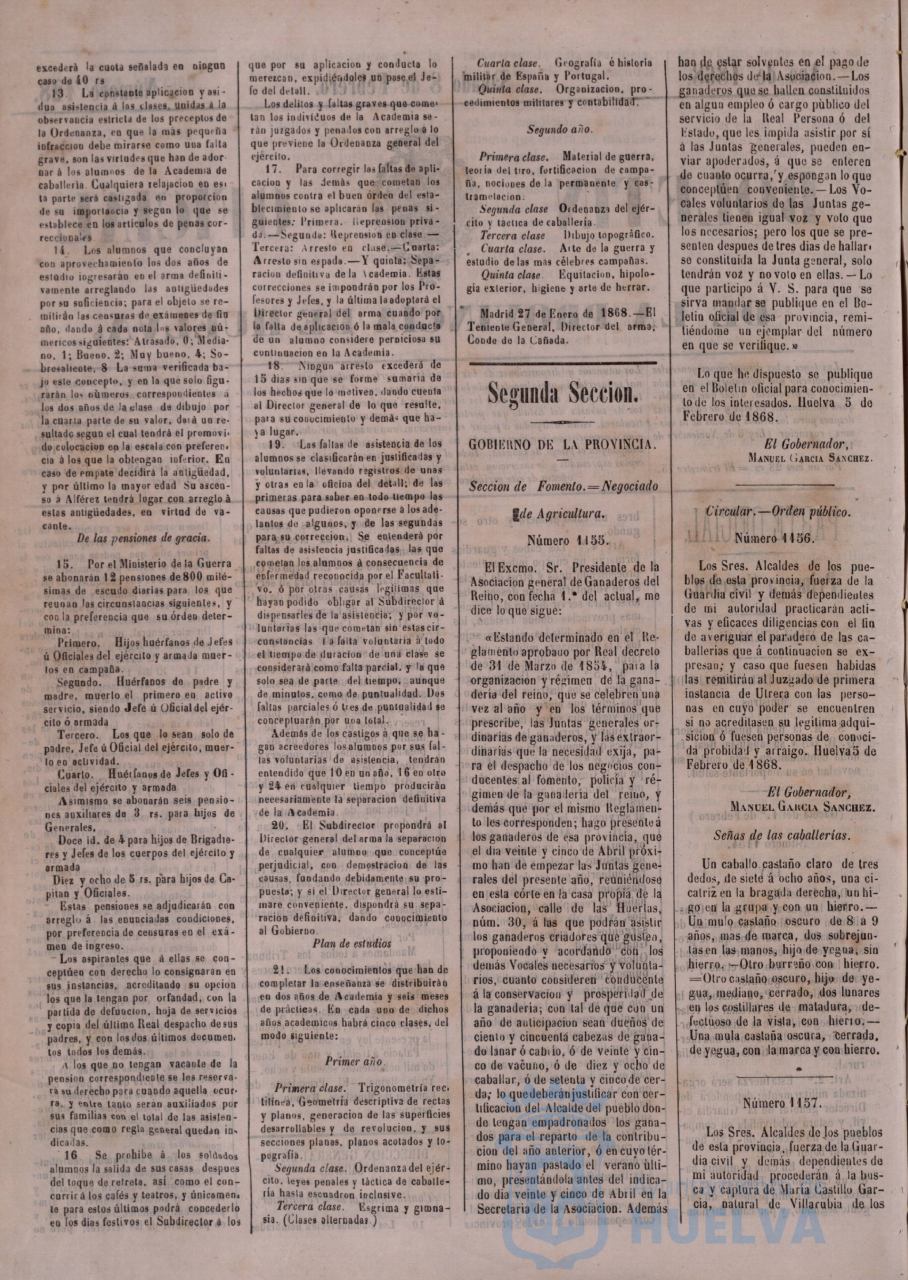 excederá la cuota señalada en ningun
caso de 40 rs
13. La constante aplicacion y asi-
dua asistencia á las clases, unidas á la
observancia estricta de los preceptos de
la Ordenanza, en que la mas pequeña
infraccion debe mirarse como una falta
grave, son las virtudes que han de ador-
nar á los alumnos de la Academia de
caballería. Cualquiera relajacion en es-
ta parte será castigada en proporcion
de su importancia y segun lo que se
establece en los artículos de penas cor-
reccionales
14. Los alumnos que concluyan
con aprovechamiento los dos años de
estudio ingresarán en el arma definiti-
vamente arreglando las antigüedades
por su suficiencia; para el objeto se re-
mitirán las censuras de exámenes de fin
año, dando á cada nota los valores nú-
mericos siguientes: Atrasado, 0; Media-
no, 1; Bueno, 2; Muy bueno, 4; So-
bresaliente, 8 La suma verificada ba-
jo este concepto, y en la que solo figu-
rarán los números correspondientes á
los dos años de la clase de dibujo por
la cuarta parte de su valor, dará un re-
sultado segun el cual tendrá el promovi-
do colocacion en la escala con preferen-
cia á los que la obtengan inferior. En
caso de empate decidirá la antigüedad,
y por último la mayor edad Su ascen-
so á Alférez tendrá lugar con arreglo á
estas antigüedades, en virtud de va-
cante.
De las pensiones de gracia.
15. Por el Ministerio de la Guerra
se abonarán 12 pensiones de 800 milé-
simas de escudo diarias para los que
reunan las circunstancias siguientes, y
con la preferencia que su órden deter-
mina:
Primero. Hijos huérfanos de Jefes
ú Oficiales del ejército y armada muer-
tos en campaña.
Segundo. Huérfanos de padre y
madre, muerto el primero en activo
servicio, siendo Jefe ú Oficial del ejér-
cito ó armada
Tercero. Los que lo sean solo de
padre, Jefe ú Oficial del ejército, muer-
to en actividad.
Cuarto. Huérfanos de Jefes y Ofi-
ciales del ejército y armada
Asimismo se abonarán seis pensio-
nes auxiliares de 3 rs. para hijos de
Generales,
Doce id. de 4 para hijos de Brigadie-
res y Jefes de los cuerpos del ejército y
armada
Diez y ocho de 5 rs. para hijos de Ca-
pitan y Oficiales.
Estas pensiones se adjudicarán con
arreglo á las enunciadas condiciones,
por preferencia de censuras en el exá-
men de ingreso.
Los aspirantes que á ellas se con-
ceptúen con derecho lo consignarán en
sus instancias, acreditando su opcion
los que la tengan por orfandad, con la
partida de defuncion, hoja de servicios
y copia del último Real despacho de sus
padres, y con los dos últimos documen-
tos todos los demás.
A los que no tengan vacante de la
pension correspondiente se les reserva-
rá su derecho para cuando aquella ocur-
ra, y entre tanto serán auxiliados por
sus familias con el total de las asisten-
cias que como regla general quedan in-
dicadas.
16 Se prohibe á los soldados
alumnos la salida de sus casas despues
del toque de retreta, así como el con-
currir á los cafés y teatros, y únicamen-
te para estos últimos podrá concederlo
en los dias festivos el Subdirector á los
que por su aplicacion y conducta lo
merezcan, expidiéndoles un pase el Je-
fe del detall.
Los delitos y faltas graves que come-
tan los individuos de la Academia se-
rán juzgados y penados con arreglo á lo
que previene la Ordenanza general del
ejército.
17. Para corregir las faltas de apli-
cacion y las demás que cometan los
alumnos contra el buen órden del esta-
blecimiento se aplicarán las penas si-
guientes: Primera. Reprension priva-
da.—Segunda: Reprension en clase —
Tercera: Arresto en clase.—Cuarta:
Arresto sin espada.—Y quinta: Sepa-
racion definitiva de la Academia. Estas
correcciones se impondrán por los Pro-
fesores y Jefes, y la última la adoptará el
Director general del arma cuando por
la falta de aplicacion ó la mala conducta
de un alumno considere perniciosa su
continuacion en la Academia.
18. Ningun arresto excederá de
15 dias sin que se forme sumaria de
los hechos que lo motiven, dando cuenta
al Director general de lo que resulte,
para su conocimiento y demás que ha-
ya lugar.
19. Las faltas de asistencia de los
alumnos se clasificarán en justificadas y
voluntarias, llevando registros de unas
y otras en la oficina del detall; de las
primeras para saber en todo tiempo las
causas que pudieron oponerse á los ade-
lantos de algunos, y de las segundas
para su correccion. Se entenderá por
faltas de asistencia justificadas las que
cometan los alumnos á consecuencia de
enfermedad reconocida por el Facultati-
vo, ó por otras causas legítimas que
hayan podido obligar al Subdirector á
dispensarles de la asistencia; y por vo-
luntarias las que cometan sin estas cir-
cunstancias La falta voluntaria á todo
el tiempo de duracion de una clase se
considerará como falta parcial, y la que
solo sea de parte del tiempo, aunque
de minutos, como de puntualidad. Dos
faltas parciales ó tres de puntualidad se
conceptuarán por una total.
Además de los castigos á que se ha-
gan acreedores los alumnos por sus fal-
tas voluntarias de asistencia, tendrán
entendido que 10 en un año, 16 en otro
y 24 en cualquier tiempo producirán
necesariamente la separacion definitiva
de la Academia.
20. El Subdirector propondrá al
Director general del arma la separacion
de cualquier alumno que conceptúe
perjudicial, con demostracion de las
causas, fundando debidamente su pro-
puesta; y si el Director general lo esti-
mare conveniente, dispondrá su sepa-
racion definitiva, dando conocimiento
al Gobierno.
Plan de estudios
21. Los conocimientos que han de
completar la enseñanza se distribuirán
en dos años de Academia y seis meses
de prácticas. En cada uno de dichos
años academicos habrá cinco clases, del
modo siguiente:
Primer año
Primera clase. Trigonometría rec-
tilínea, Geometría descriptiva de rectas
y planos, generacion de las superficies
desarrollables y de revolucion, y sus
secciones planas, planos acotados y to-
pografía.
Segunda clase. Ordenanza del ejér-
cito, leyes penales y táctica de caballe-
ría hasta escuadron inclusive.
Tercera clase. Esgrima y gimna-
sia. (Clases alternadas.)
Cuarta clase. Geografía é historia
militar de España y Portugal.
Quinta clase. Organizacion, pro-
cedimientos militares y contabilidad.
Segundo año.
Primera clase. Material de guerra,
teoria del tiro, fortificacion de campa-
ña, nociones de la permanente y cas-
trametacion.
Segunda clase Ordenanza del ejér-
cito y táctica de caballería.
Tercera clase Dibujo topográfico.
Cuarta clase. Arte de la guerra y
estudio de las más célebres campañas.
Quinta clase. Equitacion, hipolo-
gia exterior, higiene y arte de herrar.
Madrid 27 de Enero de 1868.—El
Teniente General, Director del arma,
Conde de la Cañada.
Segunda Seccion.
GOBIERNO DE LA PROVINCIA.
Seccion de Fomento.=Negociado
de Agricultura.
Número 1155.
El Excmo. Sr. Presidente de la
Asociacion general de Ganaderos del
Reino, con fecha 1.º del actual, me
dice lo que sigue:
«Estando determinado en el Re-
glamento aprobado por Real decreto
de 31 de Marzo de 1854, para la
organizacion y régimen de la gana-
deria del reino, que se celebren una
vez al año y en los términos que
prescribe, las Juntas generales or-
dinarias de ganaderos, y las extraor-
dinarias que la necesidad exija, pa-
ra el despacho de los negocios con-
ducentes al fomento, policía y ré-
gimen de la ganaderia del reino, y
demás que por el mismo Reglamen-
to les corresponden; hago presente á
los ganaderos de esa provincia, que
el dia veinte y cinco de Abril próxi-
mo han de empezar las Juntas gene-
rales del presente año, reuniéndose
en esta córte en la casa propia de la
Asociacion, calle de las Huertas,
núm. 30, á las que podrán asistir
los ganaderos criadores que gusten,
proponiendo y acordando con los
demás Vocales necesarios y volunta-
rios, cuanto consideren conducente
á la conservacion y prosperidad de
la ganaderia; con tal de que con un
año de anticipacion sean dueños de
ciento y cincuenta cabezas de gana-
do lanar ó cabrio, ó de veinte y cin-
co de vacuno, ó de diez y ocho de
caballar, ó de setenta y cinco de cer-
da; lo que deberán justificar con cer-
tificacion del Alcalde del pueblo don-
de tengan empadronados los gana-
dos para el reparto de la contribu-
cion del año anterior, ó en cuyo tér-
mino hayan pastado el verano últi-
mo, presentándola antes del indica-
do dia veinte y cinco de Abril en la
Secretaria de la Asociacion. Además
han de estar solventes en el pago de
los derechos de la Asociacion.—Los
ganaderos que se hallen constituidos
en algun empleo ó cargo público del
servicio de la Real Persona ó del
Estado, que les impida asistir por sí
á las Juntas generales, pueden en-
viar apoderados, á que se enteren
de cuanto ocurra, y espongan lo que
conceptúen conveniente.—Los Vo-
cales voluntarios de las Juntas ge-
nerales tienen igual voz y voto que
los necesarios; pero los que se pre-
senten despues de tres dias de hallar-
se constituida la Junta general, solo
tendrán voz y no voto en ellas.—Lo
que participo á V. S. para que se
sirva mandar se publique en el Bo-
letin oficial de esa provincia, remi-
tiéndome un ejemplar del número
en que se verifique.»
Lo que he dispuesto se publique
en el Boletin oficial para conocimien-
to de los interesados. Huelva 5 de
Febrero de 1868.
El Gobernador,
MANUEL GARCIA SANCHEZ.
Circular.—Orden público.
Número 1156.
Los Sres. Alcaldes de los pue-
blos de esta provincia, fuerza de la
Guardia civil y demás dependientes
de mi autoridad practicarán acti-
vas y eficaces diligencias con el fin
de averiguar el paradero de las ca-
ballerias que á continuacion se ex-
presan; y caso que fuesen habidas
las remitirán al Juzgado de primera
instancia de Utrera con las perso-
nas en cuyo poder se encuentren
si no acreditasen su legítima adqui-
sicion ó fuesen personas de conoci-
da probidad y arraigo. Huelva 5 de
Febrero de 1868.
El Gobernador,
MANUEL GARCIA SANCHEZ.
Señas de las caballerías.
Un caballo castaño claro de tres
dedos, de siete á ocho años, una ci-
catriz en la bragada derecha, un hi-
go en la grupa y con un hierro.—
Un mulo castaño oscuro de 8 a 9
años, mas de marca, dos sobrejun-
tas en las manos, hijo de yegua, sin
hierro.—Otro burreño con hierro.
=Otro castaño oscuro, hijo de ye-
gua, mediano, cerrado, dos lunares
en los costillares de matadura, de-
fectuoso de la vista, con hierro.—
Una mula castaña oscura, cerrada,
de yegua, con la marca y con hierro.
Número 1157.
Los Sres. Alcaldes de los pueblos
de esta provincia, fuerza de la Guar-
dia civil y demás dependientes de
mi autoridad procederán á la bus-
ca y captura de Maria Castillo Gar-
cia, natural de Villarubia de los
HUELVA